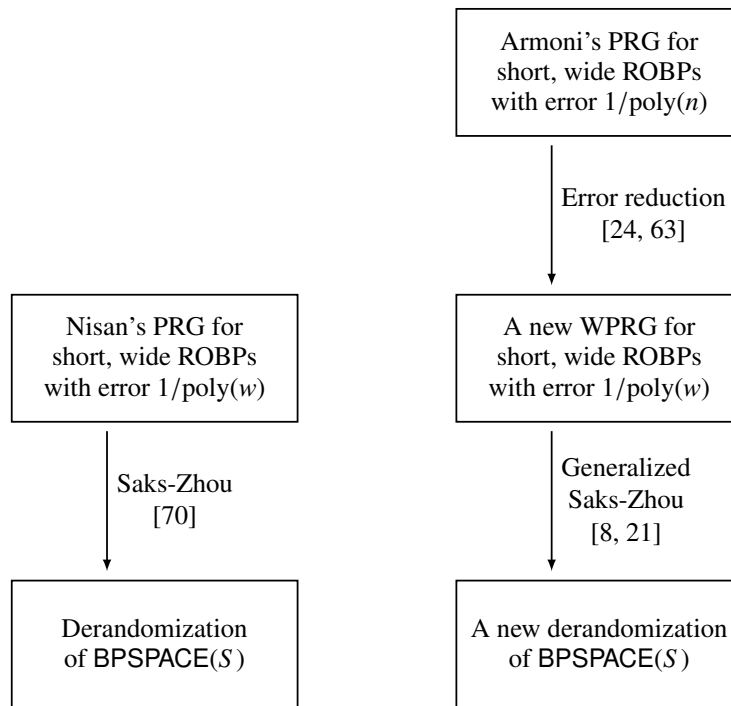 Armoni's PRG for
short, wide ROBPs
with error 1/poly(n)
Error reduction
[24, 63]
Nisan's PRG for
short, wide ROBPs
with error 1/poly(w)
A new WPRG for
short, wide ROBPs
with error 1/poly(w)
Saks-Zhou
[70]
Generalized
Saks-Zhou
[8, 21]
Derandomization
of BPSPACE(S)
A new derandomization
of BPSPACE(S)